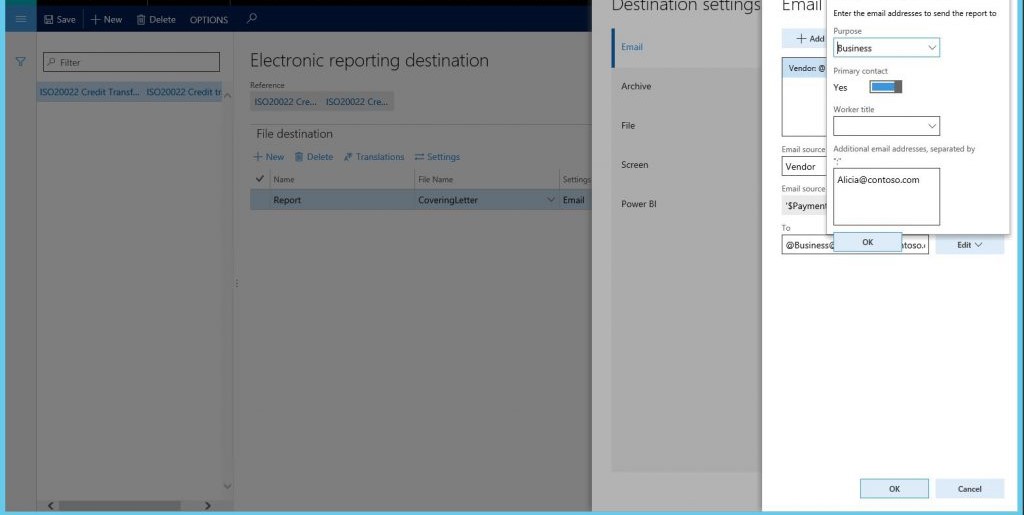 Save
New
Delete
OPTIONS
Filter
ISO20022 Credit Transf... ISO20022 Credit tr
Electronic reporting destination
Reference
ISO20022 Cre... ISO20022 Cre...
File destination
New Delete Translations Settings
Name File Name Settings
Report CoveringLetter Email
Destination settings
Email
Archive
File
Screen
Power BI
Email
Add
Vendor: @
Email source
Vendor
Email source
'$Payment
To
@Business@ ntoso.
Edit
Enter the email addresses to send the report to
Purpose
Business
Primary contact
Yes
Worker title
Additional email addresses, separated by
";"
Alicia@contoso.com
OK
OK Cancel